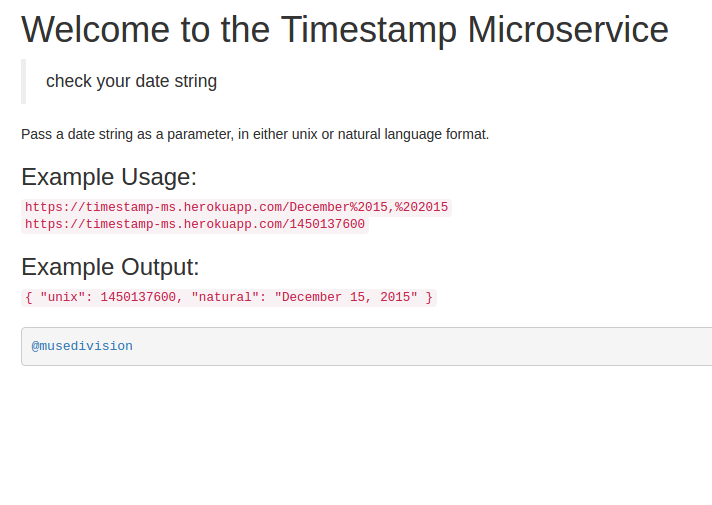 Welcome to the Timestamp Microservice
check your date string
Pass a date string as a parameter, in either unix or natural language format.
Example Usage:
https://timestamp-ms.herokuapp.com/December%2015,%202015
https://timestamp-ms.herokuapp.com/1450137600
Example Output:
{ "unix": 1450137600, "natural": "December 15, 2015" }
@musedivision